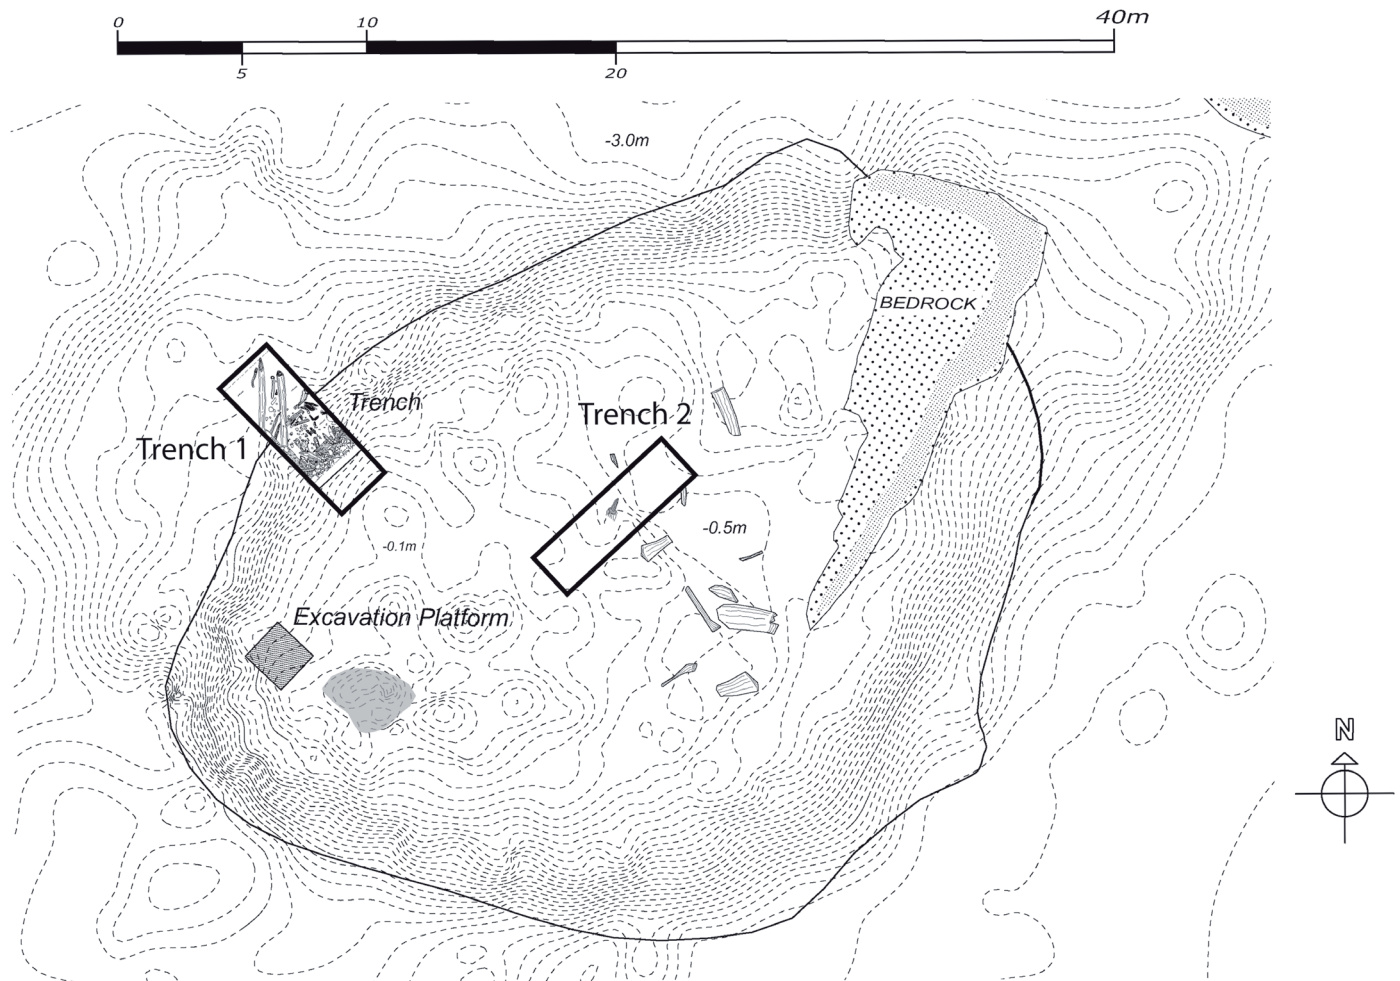 0
10
40m
5
20
-3.0m
BEDROCK
Trench
Trench 2
Trench 1
-0.5m
-0.1m
Excavation Platform
N